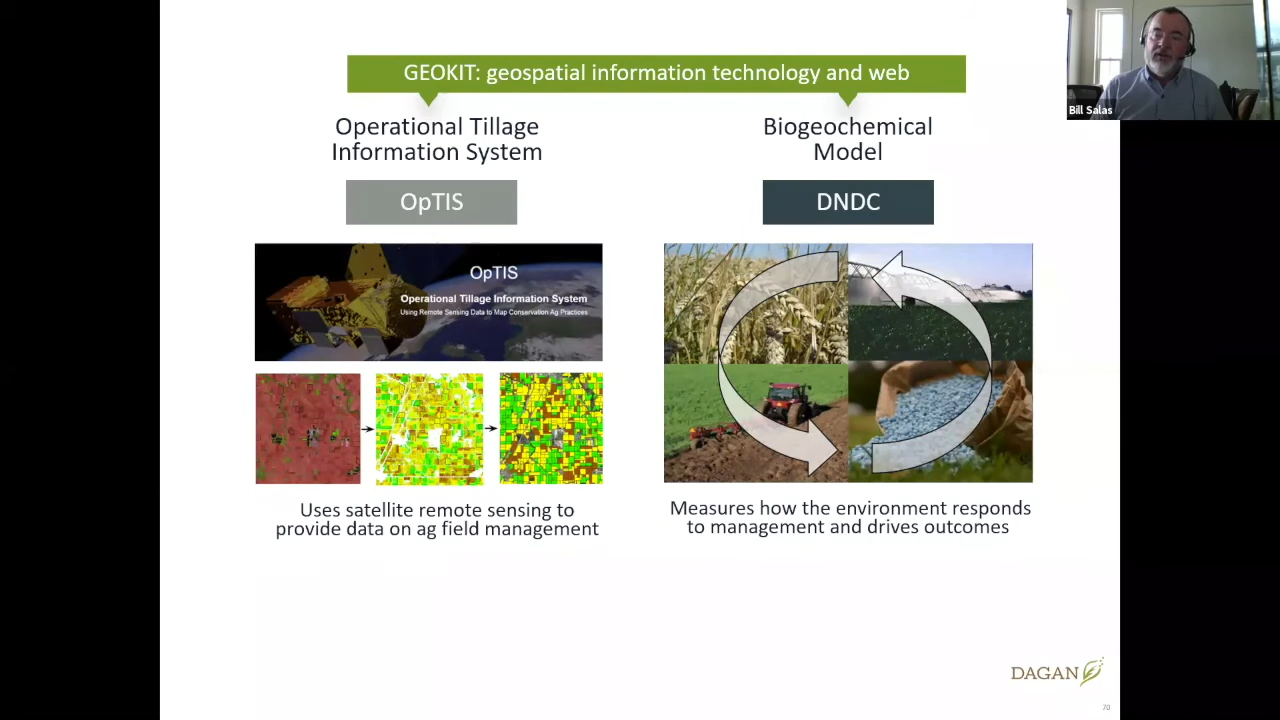 GEOKIT: geospatial information technology and web
Operational Tillage
Information System
OpTIS
OpTIS
Operational Tillage Information System
Using Remote Sensing Data to Map Conservation Ag Practices
Uses satellite remote sensing to
provide data on ag field management
Biogeochemical
Model
DNDC
Measures how the environment responds
to management and drives outcomes
Bill Salas
DAGAN
70